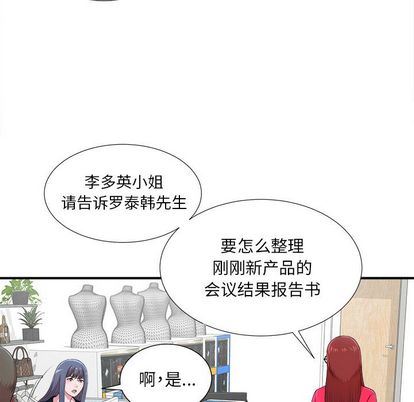 李多英小姐
请告诉罗泰韩先生
要怎么整理
刚刚新产品的
会议结果报告书
啊，是...